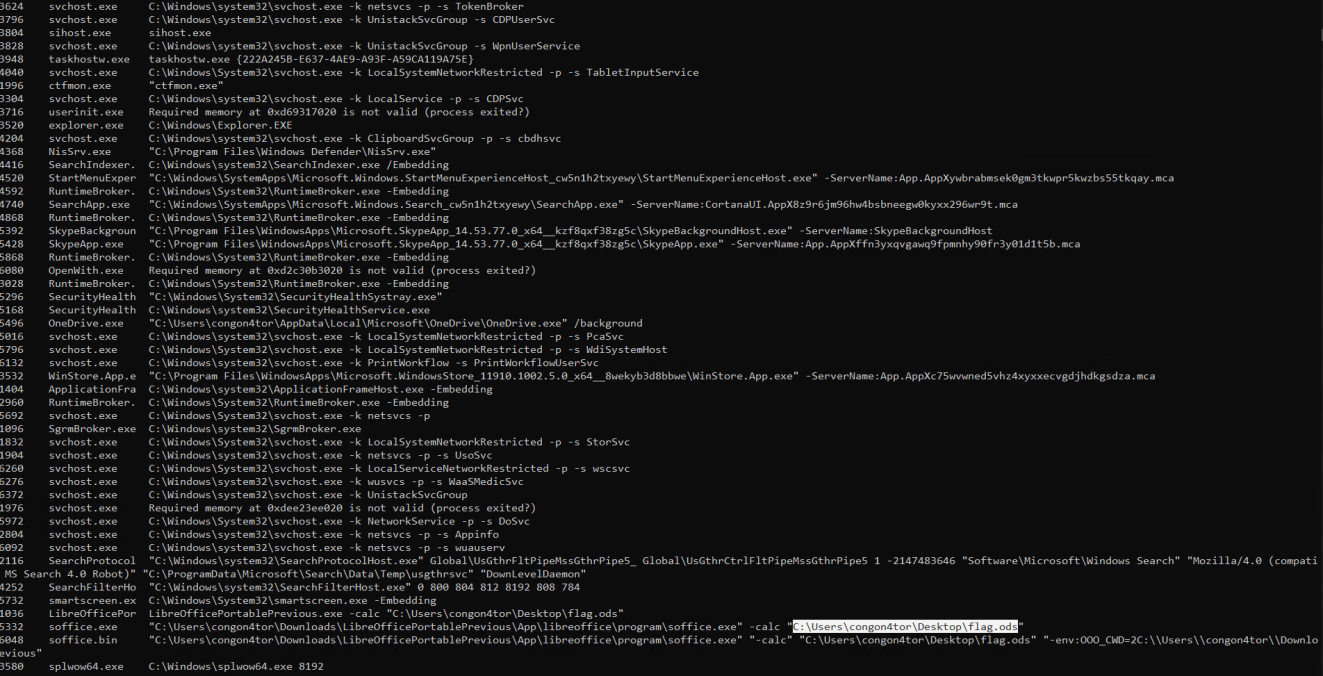 3624 svchost.exe C:\Windows\system32\svchost.exe -k netsvcs -p -s TokenBroker
3796 svchost.exe C:\Windows\system32\svchost.exe -k UnistackSvcGroup -s CDPUserSvc
3804 sihost.exe sihost.exe
3828 svchost.exe C:\Windows\system32\svchost.exe -k UnistackSvcGroup -s WpnUserService
3948 taskhostw.exe taskhostw.exe {222A245B-E637-4AE9-A93F-A59CA119A75E}
4040 svchost.exe C:\Windows\System32\svchost.exe -k LocalSystemNetworkRestricted -p -s TabletInputService
1996 ctfmon.exe "ctfmon.exe"
3304 svchost.exe C:\Windows\system32\svchost.exe -k LocalService -p -s CDPSvc
3716 userinit.exe Required memory at 0xd69317020 is not valid (process exited?)
3520 explorer.exe C:\Windows\Explorer.EXE
4204 svchost.exe C:\Windows\system32\svchost.exe -k ClipboardSvcGroup -p -s cbdhsvc
4368 NisSrv.exe "C:\Program Files\Windows Defender\NisSrv.exe"
4416 SearchIndexer. C:\Windows\system32\SearchIndexer.exe /Embedding
4520 StartMenuExper "C:\Windows\SystemApps\Microsoft.Windows.StartMenuExperienceHost_cw5n1h2txyewy\StartMenuExperienceHost.exe" -ServerName:App.AppXywbrabmsek0gm3tkwpr5kwzbs55tkqay.mca
4592 RuntimeBroker. C:\Windows\System32\RuntimeBroker.exe -Embedding
4740 SearchApp.exe "C:\Windows\SystemApps\Microsoft.Windows.Search_cw5n1h2txyewy\SearchApp.exe" -ServerName:CortanaUI.AppX8z9r6jm96hw4bsbneegw0kyxx296wr9t.mca
4868 RuntimeBroker. C:\Windows\System32\RuntimeBroker.exe -Embedding
5392 SkypeBackgroun "C:\Program Files\WindowsApps\Microsoft.SkypeApp_14.53.77.0_x64__kzf8qxf38zg5c\SkypeBackgroundHost.exe" -ServerName:SkypeBackgroundHost
5428 SkypeApp.exe "C:\Program Files\WindowsApps\Microsoft.SkypeApp_14.53.77.0_x64__kzf8qxf38zg5c\SkypeApp.exe" -ServerName:App.AppXffn3yxqvgawq9fpmnhy90fr3y01d1t5b.mca
5868 RuntimeBroker. C:\Windows\System32\RuntimeBroker.exe -Embedding
6080 OpenWith.exe Required memory at 0xd2c30b3020 is not valid (process exited?)
3028 RuntimeBroker. C:\Windows\System32\RuntimeBroker.exe -Embedding
5296 SecurityHealth "C:\Windows\System32\SecurityHealthSystray.exe"
5168 SecurityHealth C:\Windows\system32\SecurityHealthService.exe
5496 OneDrive.exe "C:\Users\congon4tor\AppData\Local\Microsoft\OneDrive\OneDrive.exe" /background
5016 svchost.exe C:\Windows\system32\svchost.exe -k LocalSystemNetworkRestricted -p -s PcaSvc
5796 svchost.exe C:\Windows\System32\svchost.exe -k LocalSystemNetworkRestricted -p -s WdiSystemHost
6132 svchost.exe C:\Windows\system32\svchost.exe -k PrintWorkflow -s PrintWorkflowUserSvc
3532 WinStore.App.e "C:\Program Files\WindowsApps\Microsoft.WindowsStore_11910.1002.5.0_x64__8wekyb3d8bbwe\WinStore.App.exe" -ServerName:App.AppXc75wvwned5vhz4xyxxecvgdjhdkgsdza.mca
1404 ApplicationFra C:\Windows\system32\ApplicationFrameHost.exe -Embedding
2960 RuntimeBroker. C:\Windows\System32\RuntimeBroker.exe -Embedding
5692 svchost.exe C:\Windows\system32\svchost.exe -k netsvcs -p
1096 SgrmBroker.exe C:\Windows\system32\SgrmBroker.exe
1832 svchost.exe C:\Windows\system32\svchost.exe -k LocalSystemNetworkRestricted -p -s StorSvc
1904 svchost.exe C:\Windows\system32\svchost.exe -k netsvcs -p -s UsoSvc
6260 svchost.exe C:\Windows\System32\svchost.exe -k LocalServiceNetworkRestricted -p -s wscsvc
6276 svchost.exe C:\Windows\system32\svchost.exe -k wusvcs -p -s WaaSMedicSvc
6372 svchost.exe C:\Windows\system32\svchost.exe -k UnistackSvcGroup
1976 svchost.exe Required memory at 0xdee23ee020 is not valid (process exited?)
5972 svchost.exe C:\Windows\System32\svchost.exe -k NetworkService -p -s DoSvc
2804 svchost.exe C:\Windows\system32\svchost.exe -k netsvcs -p -s Appinfo
6092 svchost.exe C:\Windows\system32\svchost.exe -k netsvcs -p -s wuauserv
2116 SearchProtocol "C:\Windows\system32\SearchProtocolHost.exe" Global\UsGthrFltPipeMssGthrPipe5_ Global\UsGthrCtrlFltPipeMssGthrPipe5 1 -2147483646 "Software\Microsoft\Windows Search" "Mozilla/4.0 (compati
MS Search 4.0 Robot)" "C:\ProgramData\Microsoft\Search\Data\Temp\usgthrsvc" "DownLevelDaemon"
4252 SearchFilterHo "C:\Windows\system32\SearchFilterHost.exe" 0 800 804 812 8192 808 784
5732 smartscreen.ex C:\Windows\System32\smartscreen.exe -Embedding
1036 LibreOfficePor LibreOfficePortablePrevious.exe -calc "C:\Users\congon4tor\Desktop\flag.ods"
5332 soffice.exe "C:\Users\congon4tor\Downloads\LibreOfficePortablePrevious\App\libreoffice\program\soffice.exe" -calc "C:\Users\congon4tor\Desktop\flag.ods"
6048 soffice.bin "C:\Users\congon4tor\Downloads\LibreOfficePortablePrevious\App\libreoffice\program\soffice.exe" "-calc" "C:\Users\congon4tor\Desktop\flag.ods" "-env:OOO_CWD=2C:\\Users\\congon4tor\\Downlo
evious"
3580 splwow64.exe C:\Windows\splwow64.exe 8192